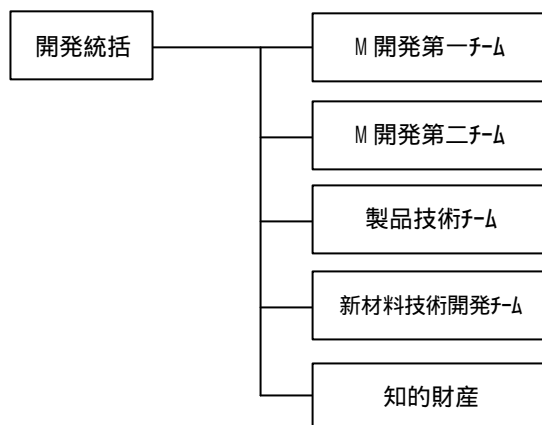 開発統括
M 開発第一ﾁｰﾑ
M 開発第二ﾁｰﾑ
製品技術ﾁｰﾑ
新材料技術開発ﾁｰﾑ
知的財産